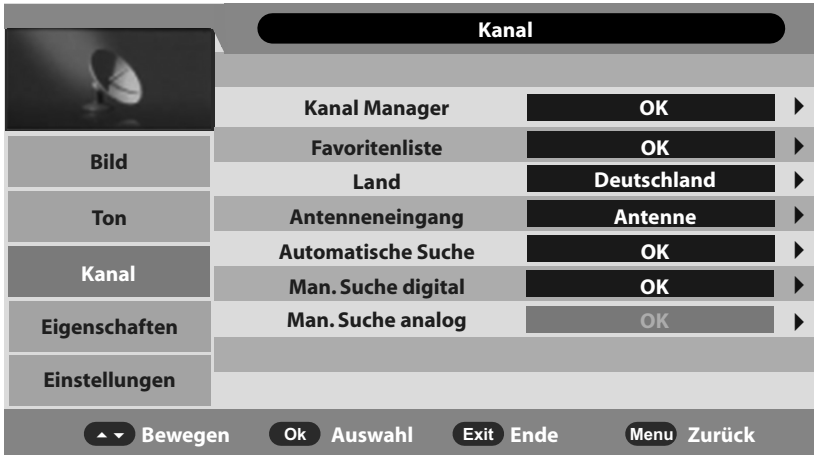 Kanal
Kanal Manager OK
Favoritenliste OK
Land Deutschland
Antenneneingang Antenne
Automatische Suche OK
Man. Suche digital OK
Man. Suche analog OK
Bild
Ton
Kanal
Eigenschaften
Einstellungen
Bewegen Ok Auswahl Exit Ende Menu Zurück